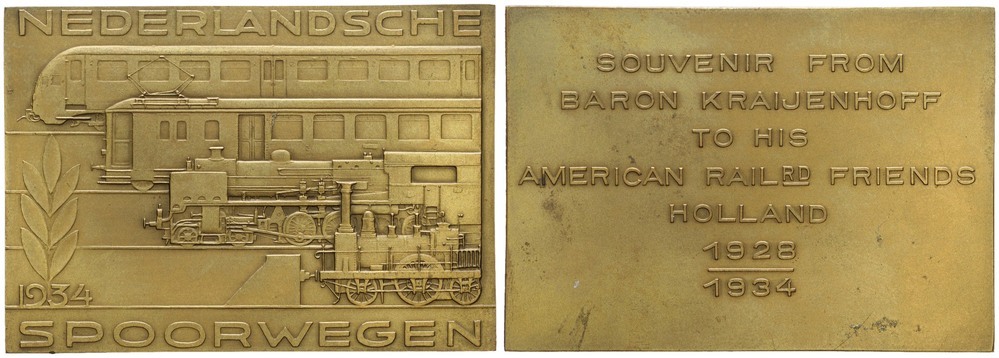 NEDERLANDSCHE
1934
SPOORWEGEN
SOUVENIR FROM
BARON KRAIJENHOFF
TO HIS
AMERICAN RAILRD FRIENDS
HOLLAND
1928
1934